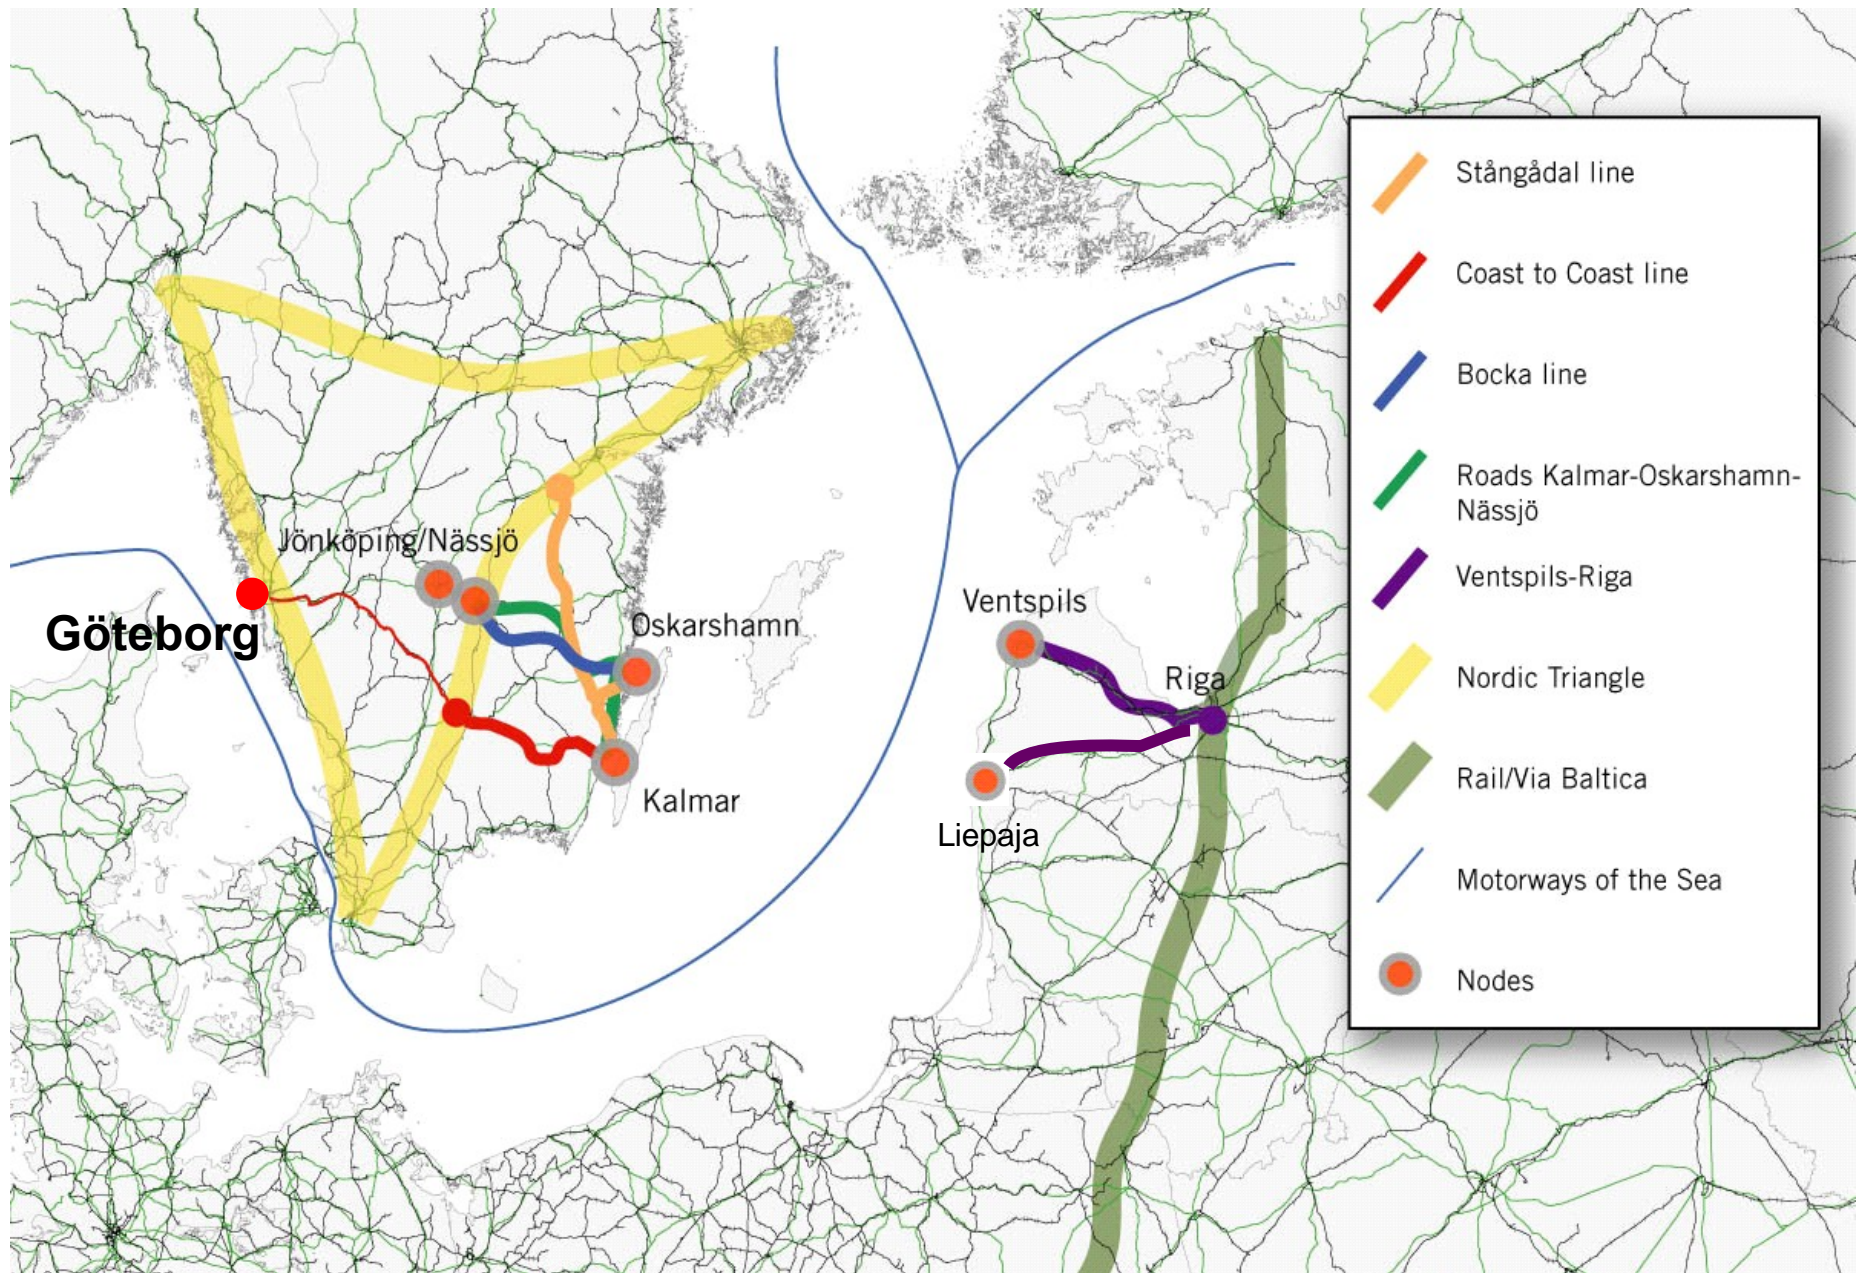 Jönköping/Nässjö
Göteborg
Oskarshamn
Kalmar
Ventspils
Riga
Liepaja
Stångådal line
Coast to Coast line
Bocka line
Roads Kalmar-Oskarshamn-
Nässjö
Ventspils-Riga
Nordic Triangle
Rail/Via Baltica
Motorways of the Sea
Nodes